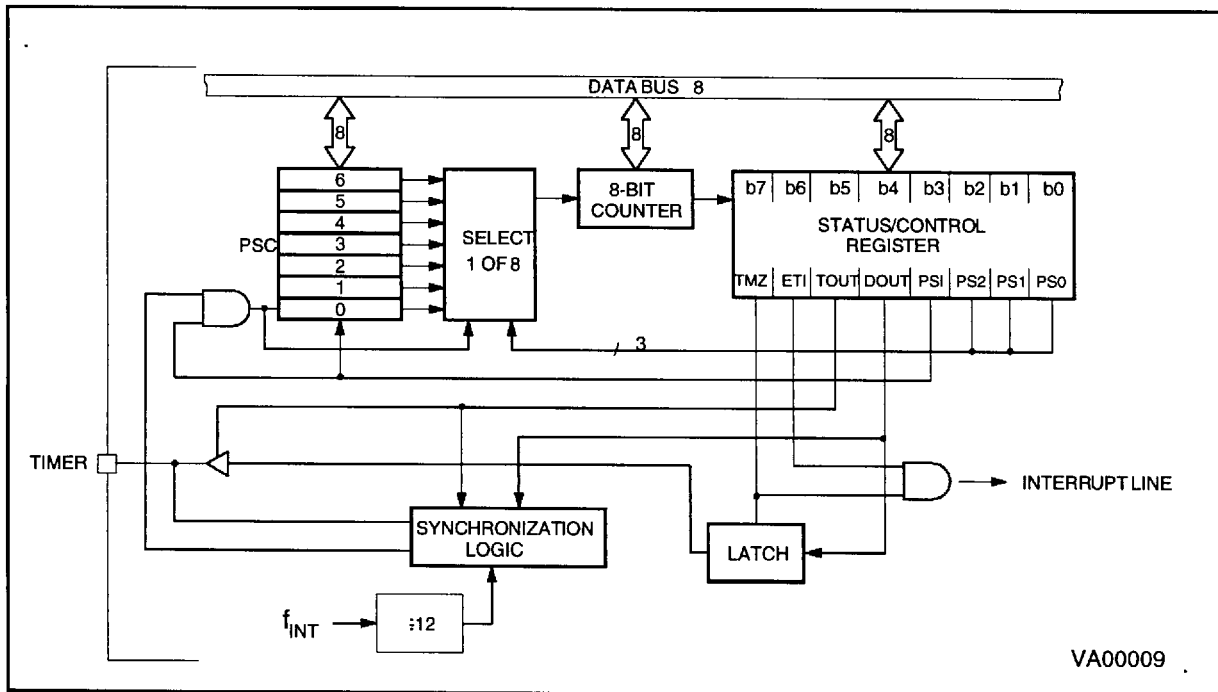 DATA BUS 8
8
8
8
6
5
4
3
2
1
0
PSC
SELECT
1 OF 8
8-BIT
COUNTER
b7 b6 b5 b4 b3 b2 b1 b0
STATUS/CONTROL
REGISTER
TMZ ETI TOUT DOUT PSI PS2 PS1 PS0
3
TIMER
SYNCHRONIZATION
LOGIC
LATCH
INTERRUPT LINE
fINT
:12
VA00009